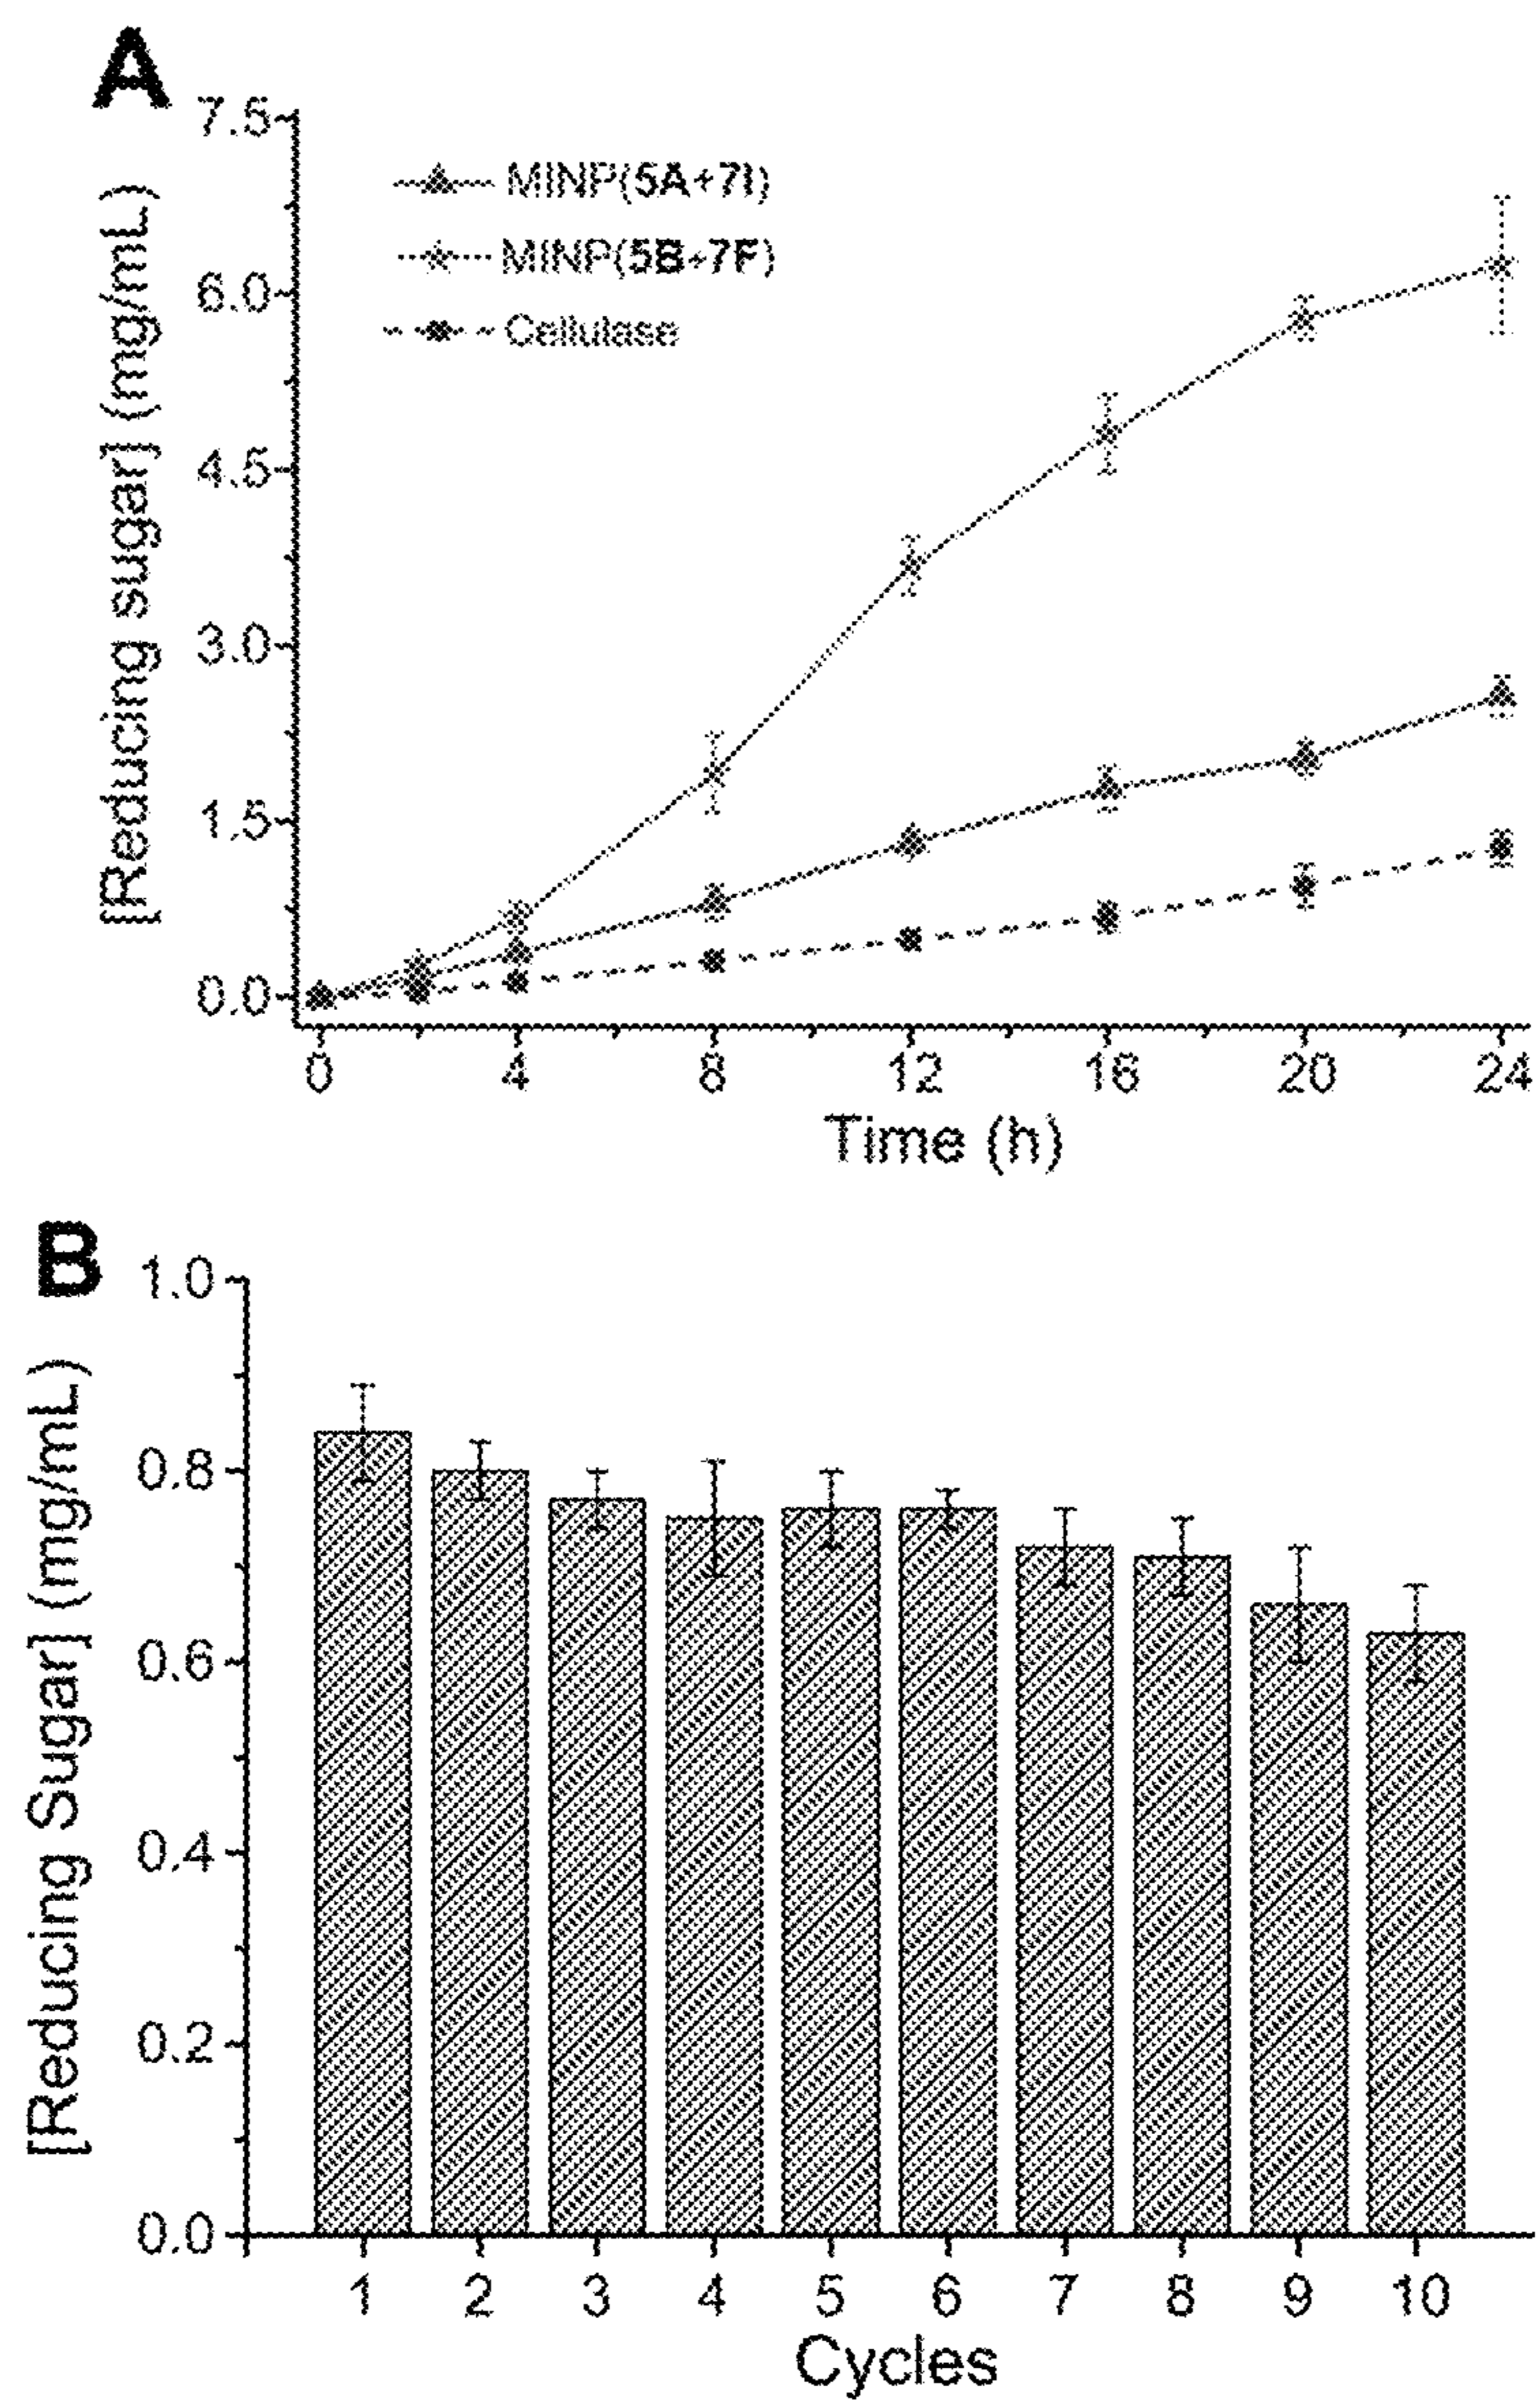 A
[Reducing sugar] (mg/mL)
7.5
6.0
4.5
3.0
1.5
0.0
MINP(5A+7I)
MINP(5B+7F)
Cellulase
0 4 8 12 16 20 24
Time (h)
B
[Reducing Sugar] (mg/mL)
1.0
0.8
0.6
0.4
0.2
0.0
1 2 3 4 5 6 7 8 9 10
Cycles